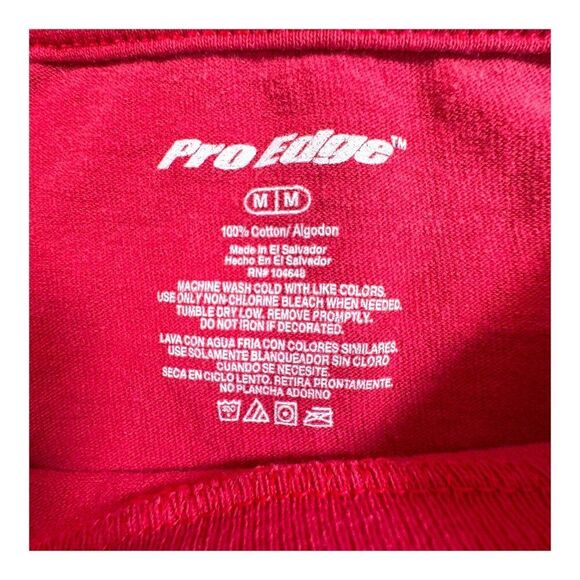 Pro Edge™
M | M
100% Cotton/ Algodon
Made in El Salvador
Hecho En El Salvador
RN# 104648
MACHINE WASH COLD WITH LIKE COLORS.
USE ONLY NON-CHLORINE BLEACH WHEN NEEDED.
TUMBLE DRY LOW. REMOVE PROMPTLY.
DO NOT IRON IF DECORATED.
LAVA CON AGUA FRIA CON COLORES SIMILARES.
USE SOLAMENTE BLANQUEADOR SIN CLORO
CUANDO SE NECESITE.
SECA EN CICLO LENTO. RETIRA PRONTAMENTE.
NO PLANCHA ADORNO